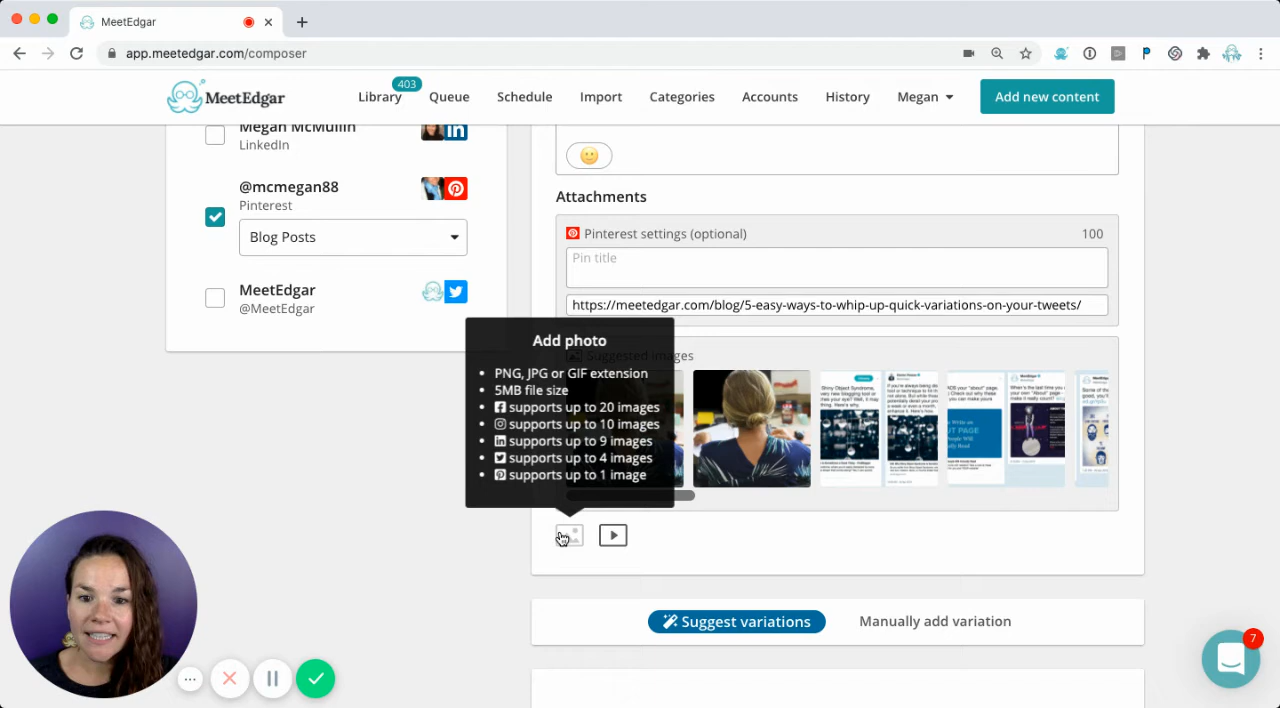 MeetEdgar
app.meetedgar.com/composer
MeetEdgar
Library
403
Queue
Schedule
Import
Categories
Accounts
History
Megan
Add new content
Megan McMullin
LinkedIn
@mcmegan88
Pinterest
Blog Posts
MeetEdgar
@MeetEdgar
Attachments
Pinterest settings (optional)
100
Pin title
https://meetedgar.com/blog/5-easy-ways-to-whip-up-quick-variations-on-your-tweets/
Suggested images
Add photo
• PNG, JPG or GIF extension
• 5MB file size
• supports up to 20 images
• supports up to 10 images
• supports up to 9 images
• supports up to 4 images
• supports up to 1 image
Suggest variations
Manually add variation
7